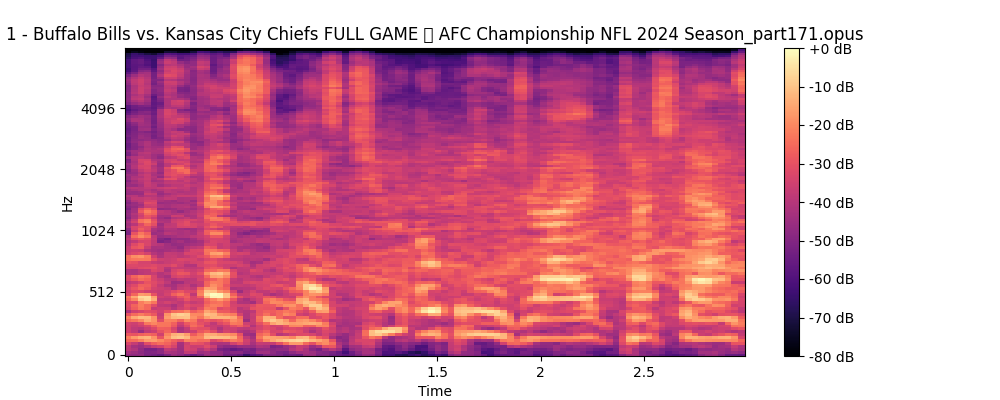 1 - Buffalo Bills vs. Kansas City Chiefs FULL GAME AFC Championship NFL 2024 Season_part171.opus
+0 dB
-10 dB
-20 dB
-30 dB
-40 dB
-50 dB
-60 dB
-70 dB
-80 dB
4096
2048
1024
512
0
Hz
0 0.5 1 1.5 2 2.5
Time